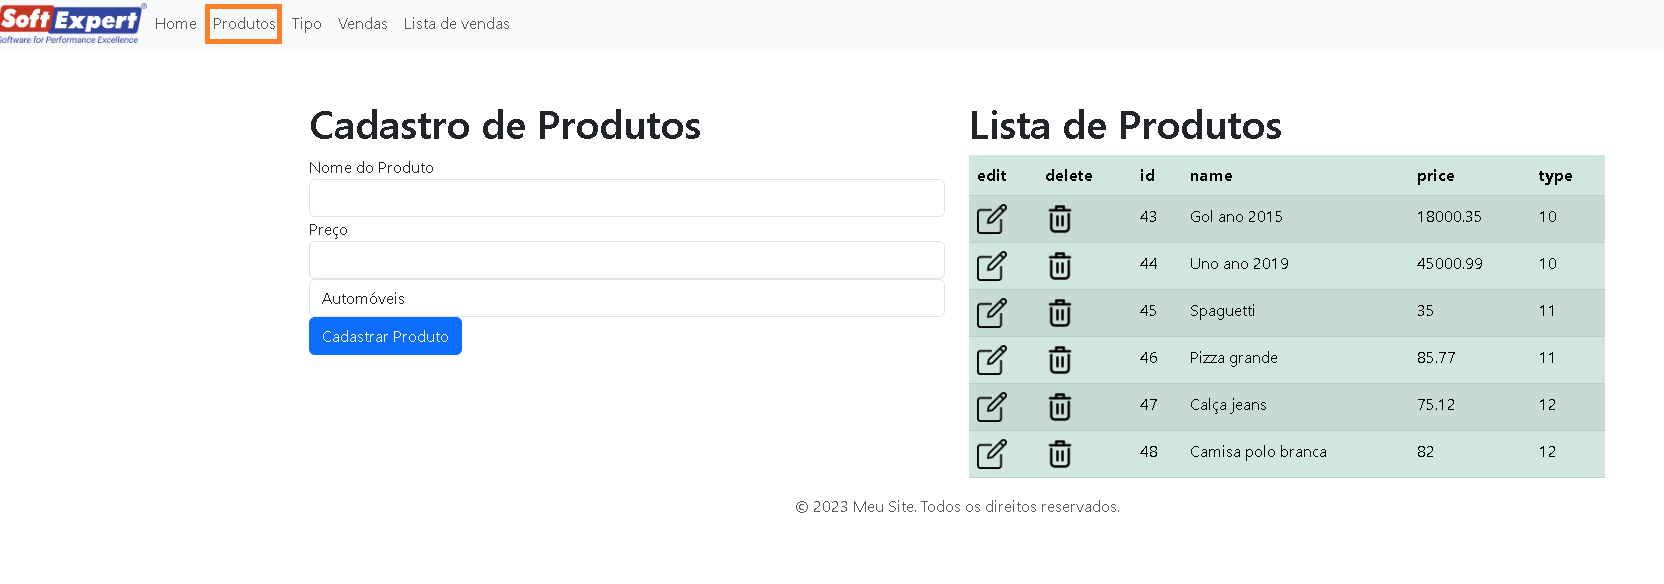 SoftExpert®
Software for Performance Excellence
Home Produtos Tipo Vendas Lista de vendas
Cadastro de Produtos
Nome do Produto
Preço
Automóveis
Cadastrar Produto
Lista de Produtos
edit delete id name price type
43 Gol ano 2015 18000.35 10
44 Uno ano 2019 45000.99 10
45 Spaguetti 35 11
46 Pizza grande 85.77 11
47 Calça jeans 75.12 12
48 Camisa polo branca 82 12
© 2023 Meu Site. Todos os direitos reservados.